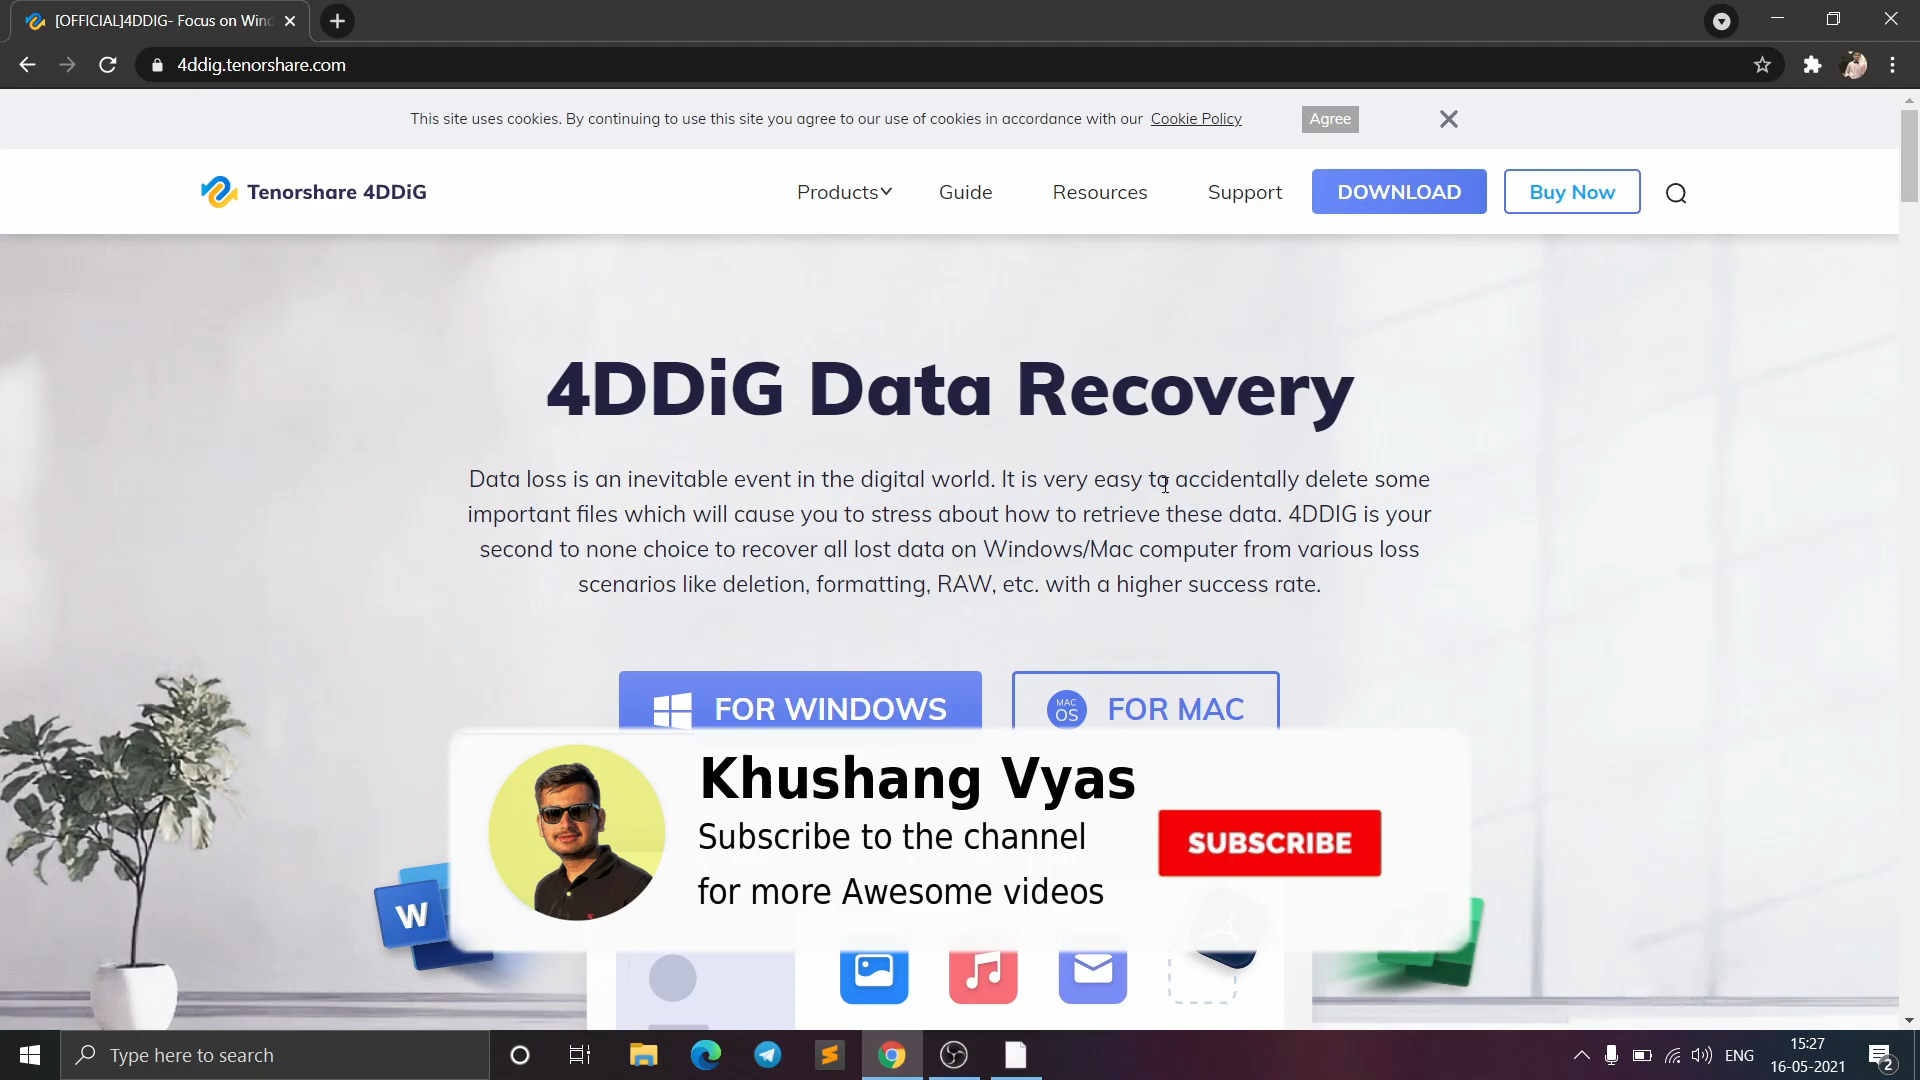 [OFFICIAL]4DDIG- Focus on Wind
4ddig.tenorshare.com
This site uses cookies. By continuing to use this site you agree to our use of cookies in accordance with our Cookie Policy
Agree
Tenorshare 4DDiG
Products
Guide
Resources
Support
DOWNLOAD
Buy Now
4DDiG Data Recovery
Data loss is an inevitable event in the digital world. It is very easy to accidentally delete some
important files which will cause you to stress about how to retrieve these data. 4DDIG is your
second to none choice to recover all lost data on Windows/Mac computer from various loss
scenarios like deletion, formatting, RAW, etc. with a higher success rate.
FOR WINDOWS
MAC
OS
FOR MAC
Khushang Vyas
Subscribe to the channel
for more Awesome videos
SUBSCRIBE
W
Type here to search
ENG
15:27
16-05-2021
2